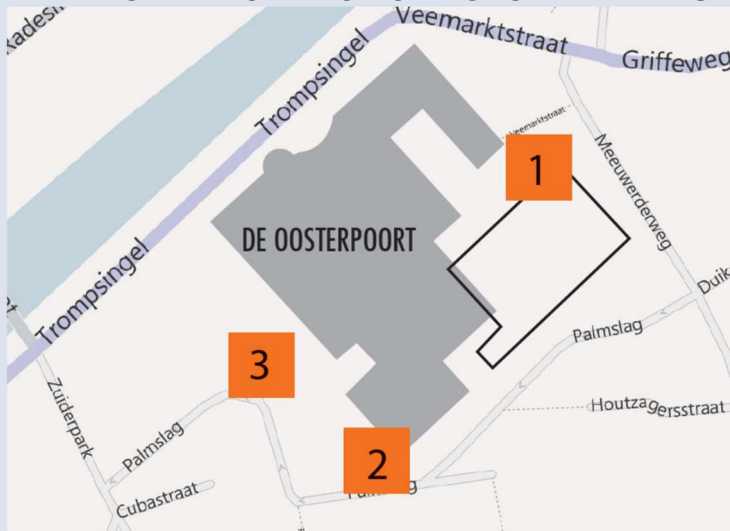 Veemarktstraat
Griffeweg
Trompsingel
Veemarktstraat
1
Meeuwerderweg
DE OOSTERPOORT
Trompsingel
Duik
Palmslag
3
Zuiderpark
Houtzagersstraat
Palmslag
2
Cubastraat